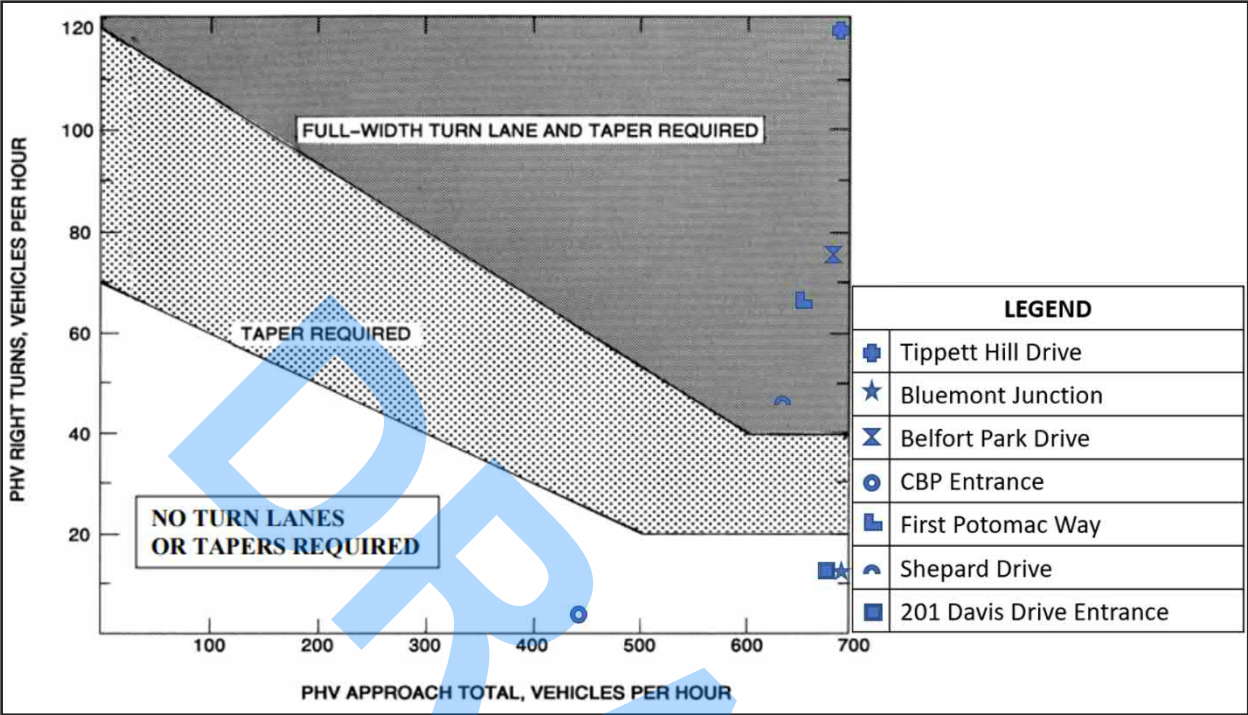 120
100
80
60
40
20
PHV RIGHT TURNS, VEHICLES PER HOUR
FULL-WIDTH TURN LANE AND TAPER REQUIRED
TAPER REQUIRED
NO TURN LANES
OR TAPERS REQUIRED
100 200 300 400 500 600 700
PHV APPROACH TOTAL, VEHICLES PER HOUR
LEGEND
Tippett Hill Drive
Bluemont Junction
Belfort Park Drive
CBP Entrance
First Potomac Way
Shepard Drive
201 Davis Drive Entrance